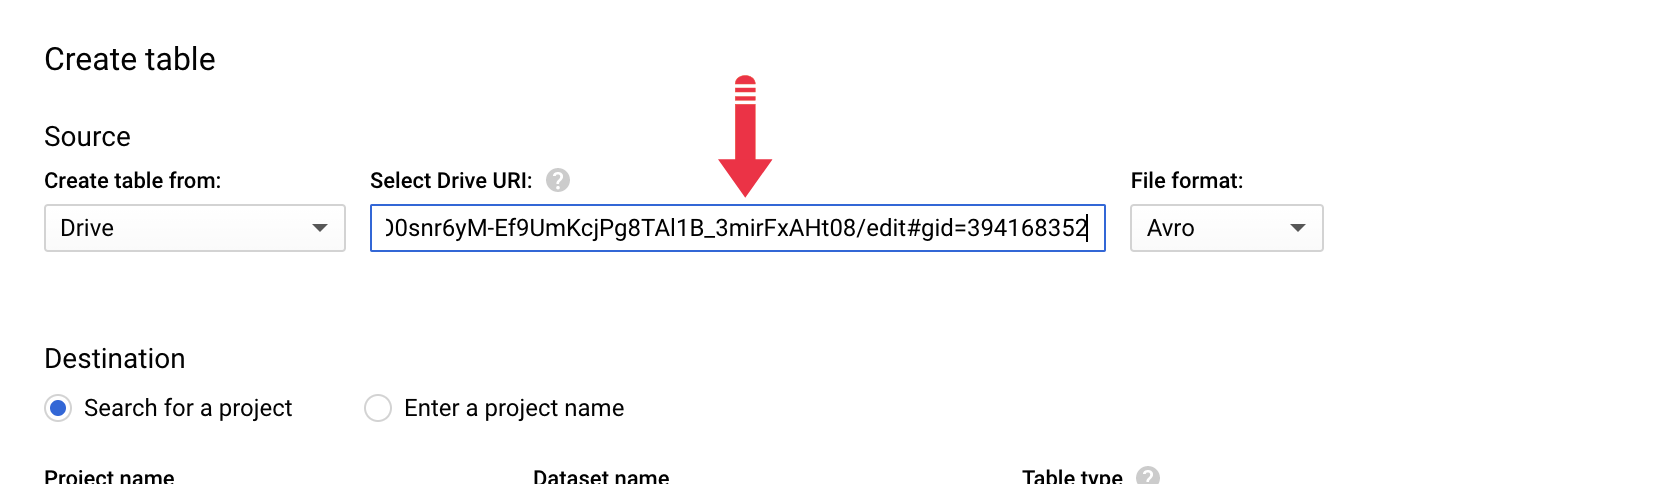 Create table
Source
Create table from: Select Drive URI: ? File format:
Drive 00snr6yM-Ef9UmKcjPg8TAl1B_3mirFxAHt08/edit#gid=394168352 Avro
Destination
Search for a project Enter a project name
Project name Dataset name Table type ?